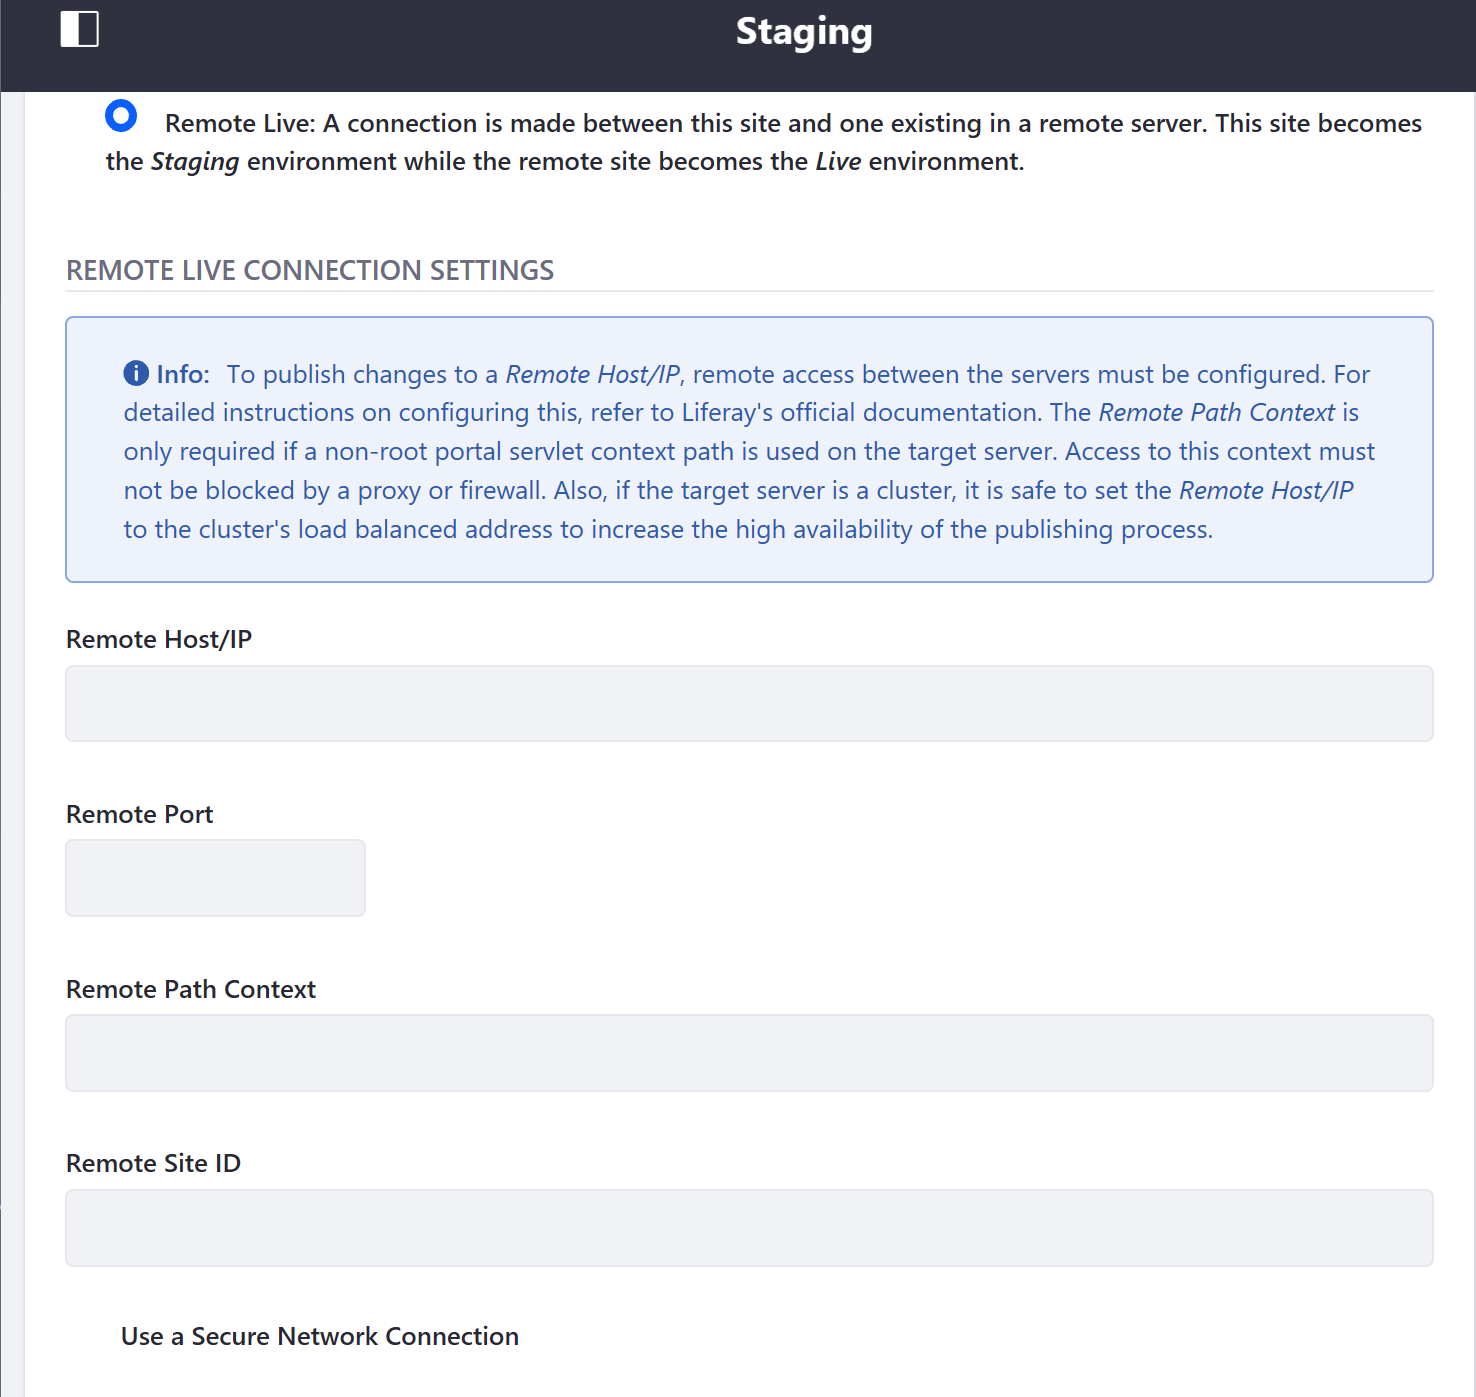 Staging
Remote Live: A connection is made between this site and one existing in a remote server. This site becomes
the Staging environment while the remote site becomes the Live environment.
REMOTE LIVE CONNECTION SETTINGS
Info: To publish changes to a Remote Host/IP, remote access between the servers must be configured. For
detailed instructions on configuring this, refer to Liferay's official documentation. The Remote Path Context is
only required if a non-root portal servlet context path is used on the target server. Access to this context must
not be blocked by a proxy or firewall. Also, if the target server is a cluster, it is safe to set the Remote Host/IP
to the cluster's load balanced address to increase the high availability of the publishing process.
Remote Host/IP
Remote Port
Remote Path Context
Remote Site ID
Use a Secure Network Connection